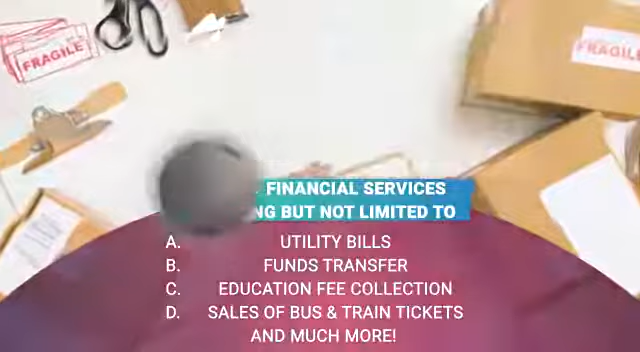 FRAGILE
FRAGILE
FINANCIAL SERVICES
BUT NOT LIMITED TO
A. UTILITY BILLS
B. FUNDS TRANSFER
C. EDUCATION FEE COLLECTION
D. SALES OF BUS & TRAIN TICKETS
AND MUCH MORE!